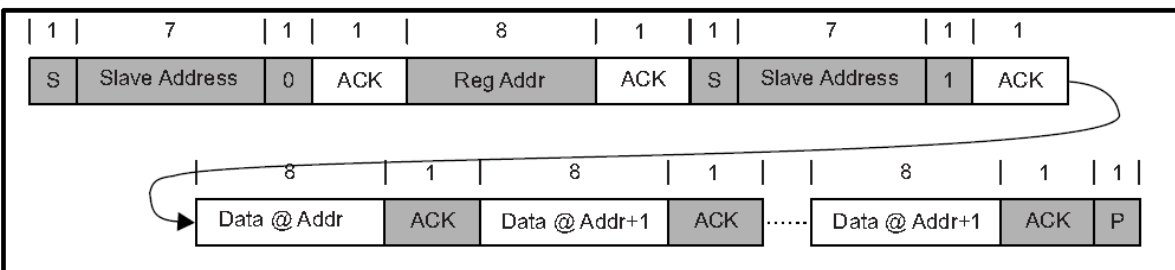 1 7 1 1 8 1 1 7 1 1
S Slave Address 0 ACK Reg Addr ACK S Slave Address 1 ACK
8 1 8 1 8 1 1
Data @ Addr ACK Data @ Addr+1 ACK ...... Data @ Addr+1 ACK P